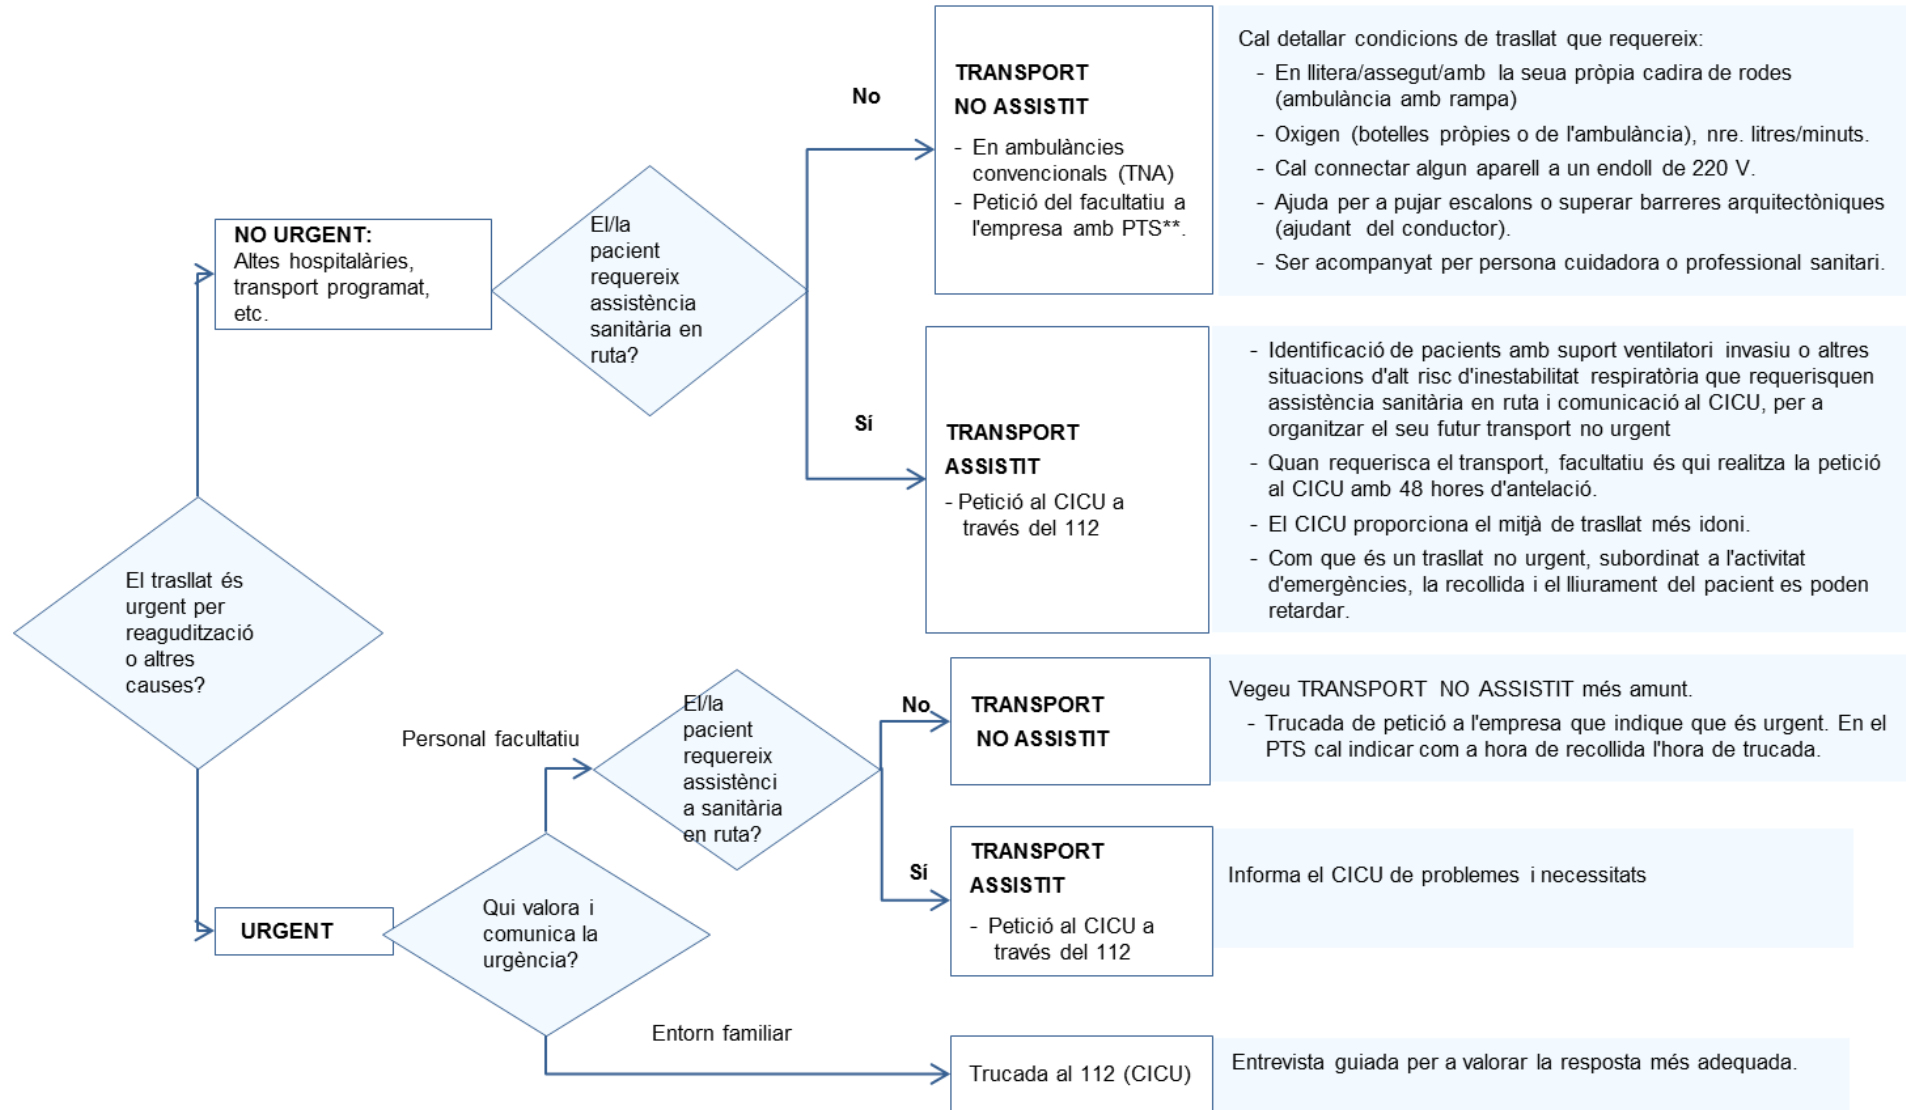 El trasllat és
urgent per
reagudització
o altres
causes?
NO URGENT:
Altes hospitalàries,
transport programat,
etc.
El/la
pacient
requereix
assistència
sanitària en
ruta?
No
TRANSPORT
NO ASSISTIT
- En ambulàncies
convencionals (TNA)
- Petició del facultatiu a
l'empresa amb PTS**.
Cal detallar condicions de trasllat que requereix:
- En llitera/assegut/amb la seua pròpia cadira de rodes
(ambulància amb rampa)
- Oxigen (botelles pròpies o de l'ambulància), nre. litres/minuts.
- Cal connectar algun aparell a un endoll de 220 V.
- Ajuda per a pujar escalons o superar barreres arquitectòniques
(ajudant del conductor).
- Ser acompanyat per persona cuidadora o professional sanitari.
Sí
TRANSPORT
ASSISTIT
- Petició al CICU a
través del 112
- Identificació de pacients amb suport ventilatori invasiu o altres
situacions d'alt risc d'inestabilitat respiratòria que requerisquen
assistència sanitària en ruta i comunicació al CICU, per a
organitzar el seu futur transport no urgent
- Quan requerisca el transport, facultatiu és qui realitza la petició
al CICU amb 48 hores d'antelació.
- El CICU proporciona el mitjà de trasllat més idoni.
- Com que és un trasllat no urgent, subordinat a l'activitat
d'emergències, la recollida i el lliurament del pacient es poden
retardar.
URGENT
Qui valora i
comunica la
urgència?
Personal facultatiu
El/la
pacient
requereix
assistènci
a sanitària
en ruta?
No
TRANSPORT
NO ASSISTIT
Vegeu TRANSPORT NO ASSISTIT més amunt.
- Trucada de petició a l'empresa que indique que és urgent. En el
PTS cal indicar com a hora de recollida l'hora de trucada.
Sí
TRANSPORT
ASSISTIT
- Petició al CICU a
través del 112
Informa el CICU de problemes i necessitats
Entorn familiar
Trucada al 112 (CICU)
Entrevista guiada per a valorar la resposta més adequada.